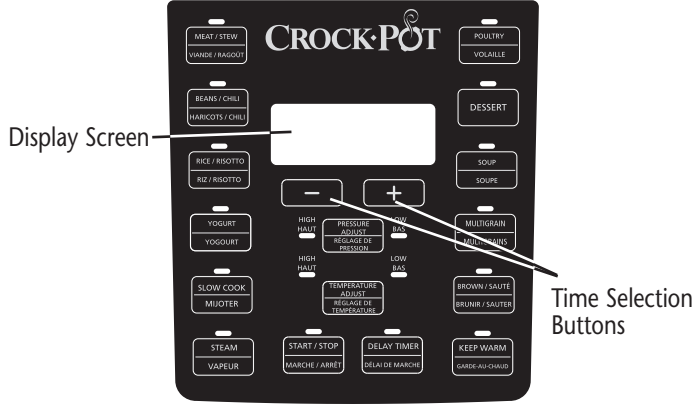 CROCK·POT
MEAT / STEW
VIANDE / RAGOÛT
POULTRY
VOLAILLE
BEANS / CHILI
HARICOTS / CHILI
DESSERT
Display Screen
RICE / RISOTTO
RIZ / RISOTTO
SOUP
SOUPE
− +
YOGURT
YOGOURT
HIGH
HAUT
PRESSURE
ADJUST
RÉGLAGE DE
PRESSION
LOW
BAS
MULTIGRAIN
MULTIGRAINS
HIGH
HAUT
TEMPERATURE
ADJUST
RÉGLAGE DE
TEMPÉRATURE
LOW
BAS
SLOW COOK
MIJOTER
BROWN / SAUTÉ
BRUNIR / SAUTER
Time Selection
Buttons
STEAM
VAPEUR
START / STOP
MARCHE / ARRÊT
DELAY TIMER
DÉLAI DE MARCHE
KEEP WARM
GARDE-AU-CHAUD